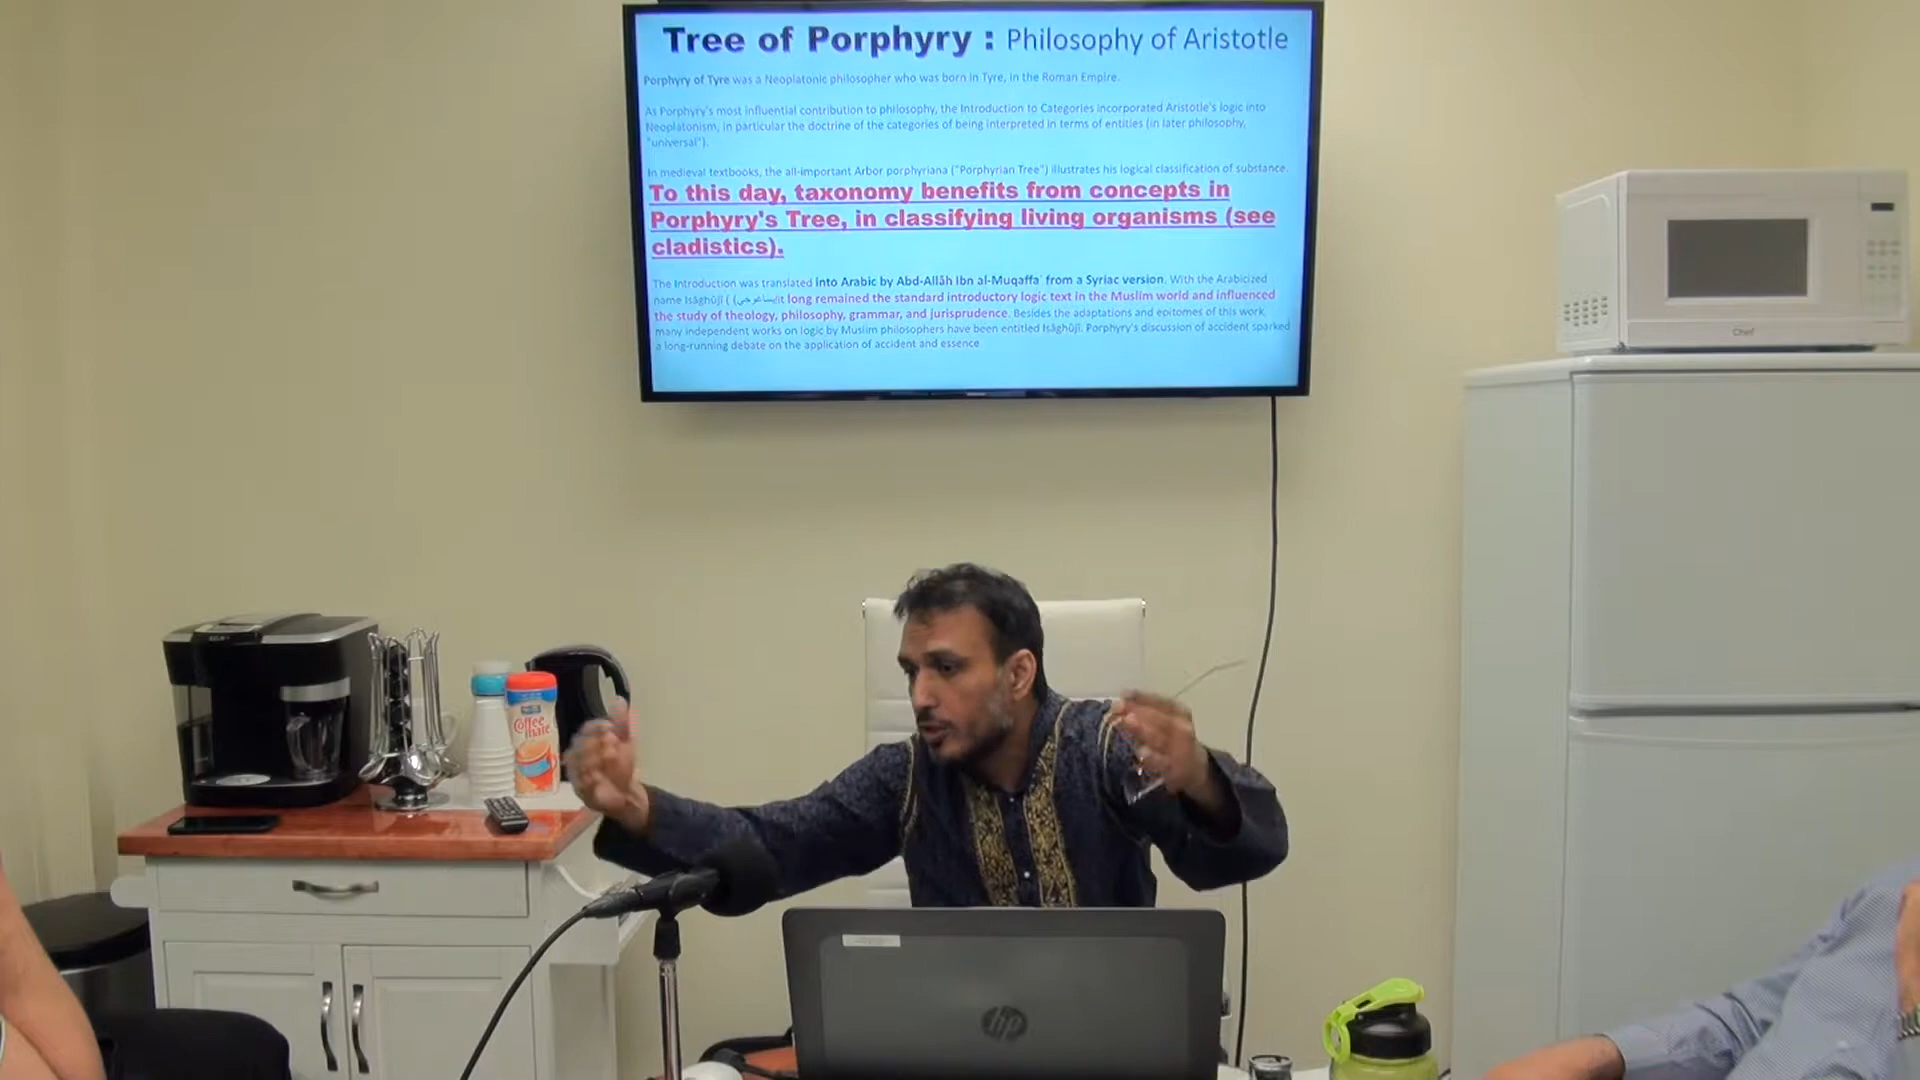 Tree of Porphyry : Philosophy of Aristotle
Porphyry of Tyre was a Neoplatonic philosopher who was born in Tyre, in the Roman Empire.
As Porphyry's most influential contribution to philosophy, the Introduction to Categories incorporated Aristotle's logic into
Neoplatonism, in particular the doctrine of the categories of being interpreted in terms of entities (in later philosophy,
"universal").
In medieval textbooks, the all-important Arbor porphyriana ("Porphyrian Tree") illustrates his logical classification of substance.
To this day, taxonomy benefits from concepts in
Porphyry's Tree, in classifying living organisms (see
cladistics).
The Introduction was translated into Arabic by Abd-Allāh Ibn al-Muqaffaʿ from a Syriac version. With the Arabicized
name Isāghūjī ( (إيساغوجي)it long remained the standard introductory logic text in the Muslim world and influenced
the study of theology, philosophy, grammar, and jurisprudence. Besides the adaptations and epitomes of this work,
many independent works on logic by Muslim philosophers have been entitled Isāghūjī. Porphyry's discussion of accident sparked
a long-running debate on the application of accident and essence
Chef
Coffee
mate
hp